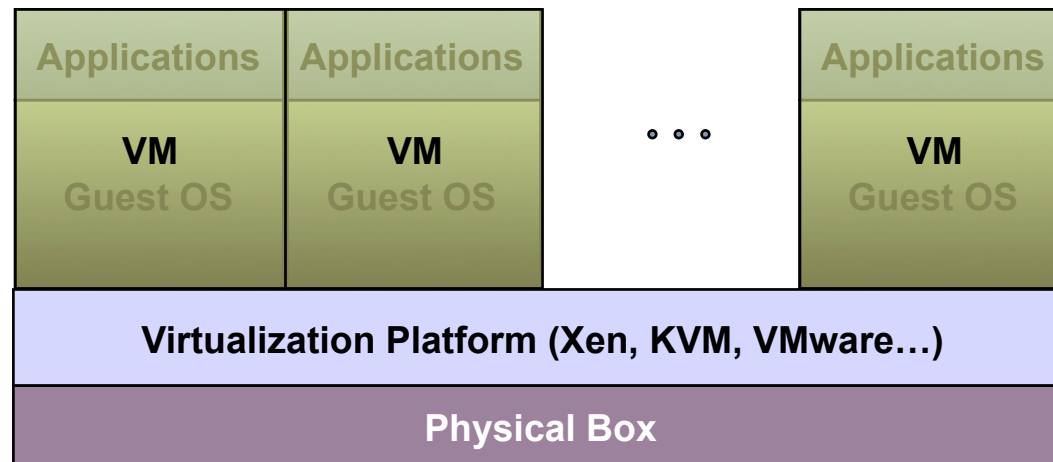 Applications
Applications
Applications
VM
Guest OS
VM
Guest OS
...
VM
Guest OS
Virtualization Platform (Xen, KVM, VMware…)
Physical Box